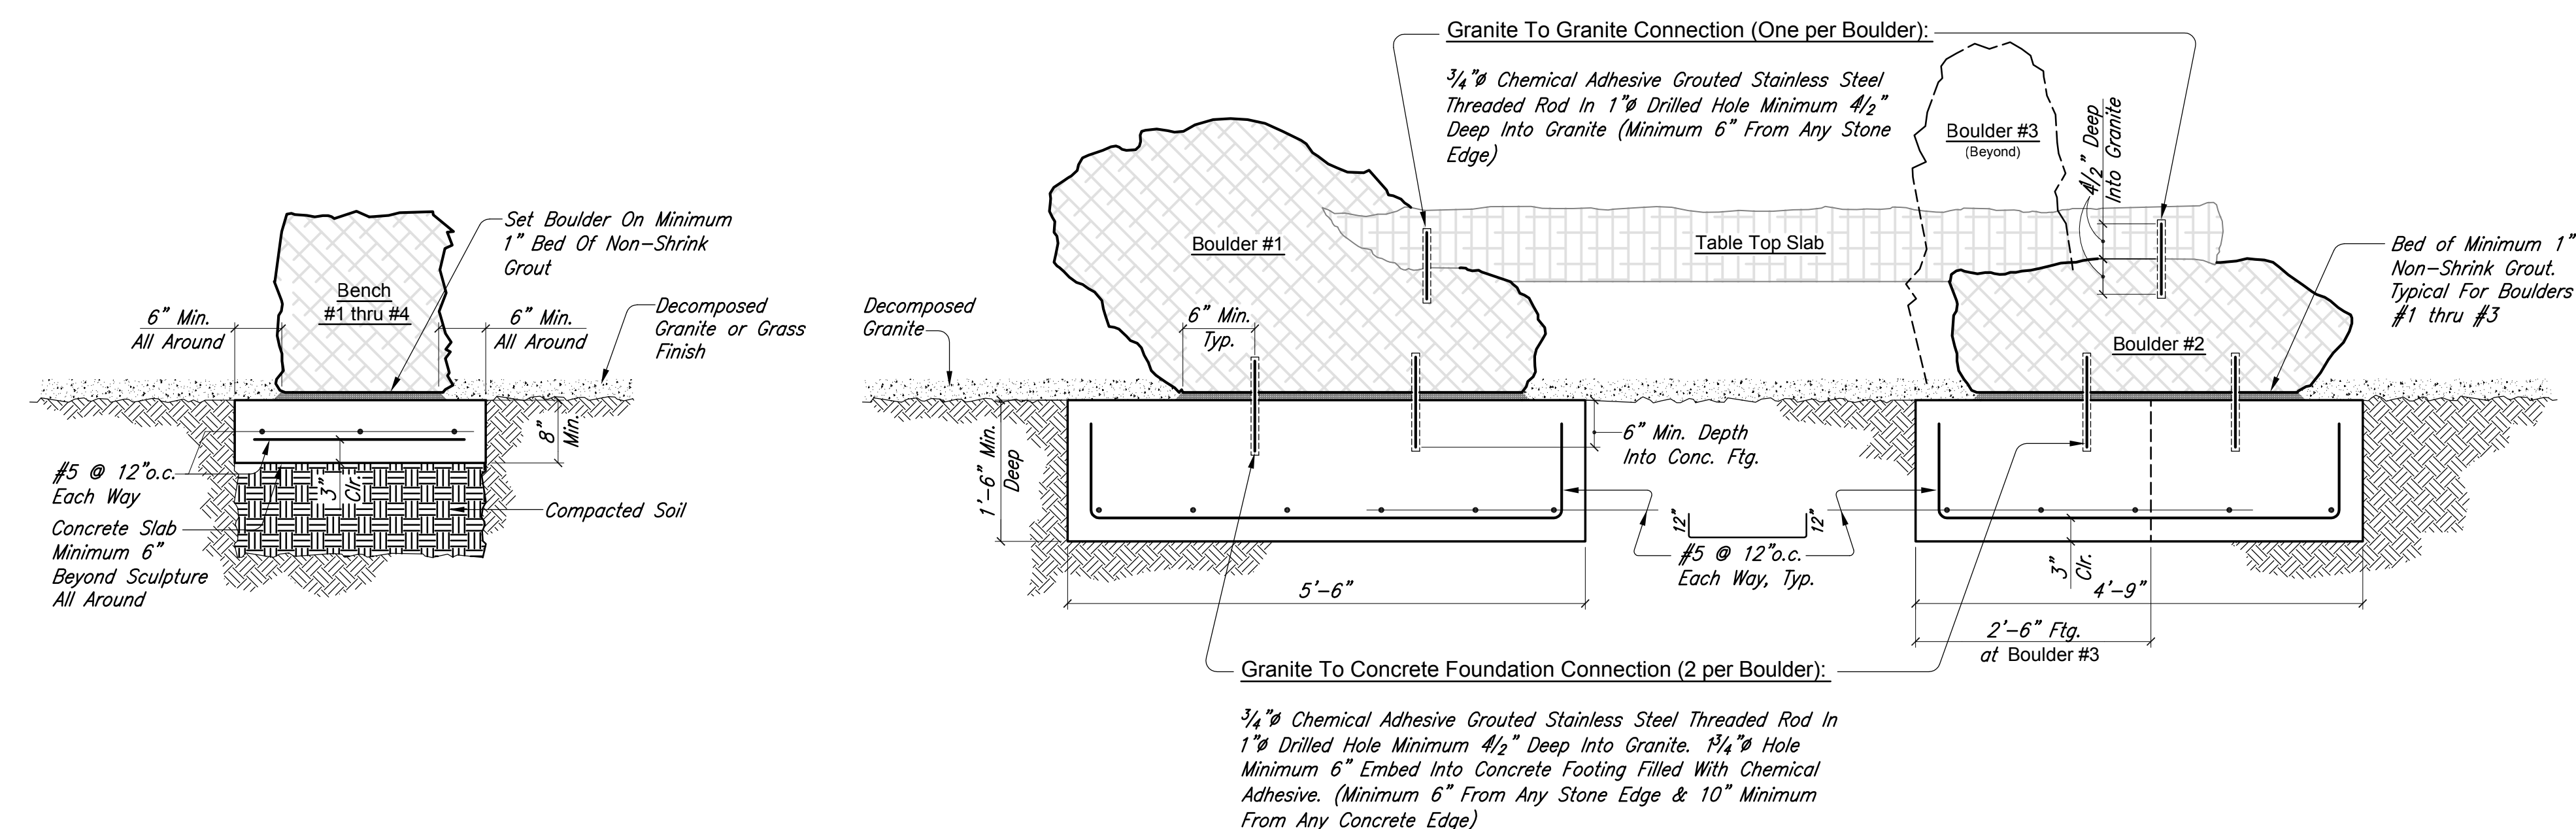 Set Boulder On Minimum
1" Bed Of Non-Shrink
Grout
Bench
#1 thru #4
6" Min.
All Around
6" Min.
All Around
Decomposed
Granite or Grass
Finish
8"
Min.
3"
Clr.
#5 @ 12"o.c.
Each Way
Concrete Slab
Minimum 6"
Beyond Sculpture
All Around
Compacted Soil
Granite To Granite Connection (One per Boulder):
3/4"ø Chemical Adhesive Grouted Stainless Steel
Threaded Rod In 1"ø Drilled Hole Minimum 4 1/2"
Deep Into Granite (Minimum 6" From Any Stone
Edge)
Boulder #3
(Beyond)
4 1/2" Deep
Into Granite
Boulder #1
Table Top Slab
Boulder #2
Bed of Minimum 1"
Non-Shrink Grout.
Typical For Boulders
#1 thru #3
Decomposed
Granite
6" Min.
Typ.
1'-6" Min.
Deep
6" Min. Depth
Into Conc. Ftg.
12"
12"
#5 @ 12"o.c.
Each Way, Typ.
3"
Clr.
5'-6"
4'-9"
2'-6" Ftg.
at Boulder #3
Granite To Concrete Foundation Connection (2 per Boulder):
3/4"ø Chemical Adhesive Grouted Stainless Steel Threaded Rod In
1"ø Drilled Hole Minimum 4 1/2" Deep Into Granite. 1 3/4"ø Hole
Minimum 6" Embed Into Concrete Footing Filled With Chemical
Adhesive. (Minimum 6" From Any Stone Edge & 10" Minimum
From Any Concrete Edge)